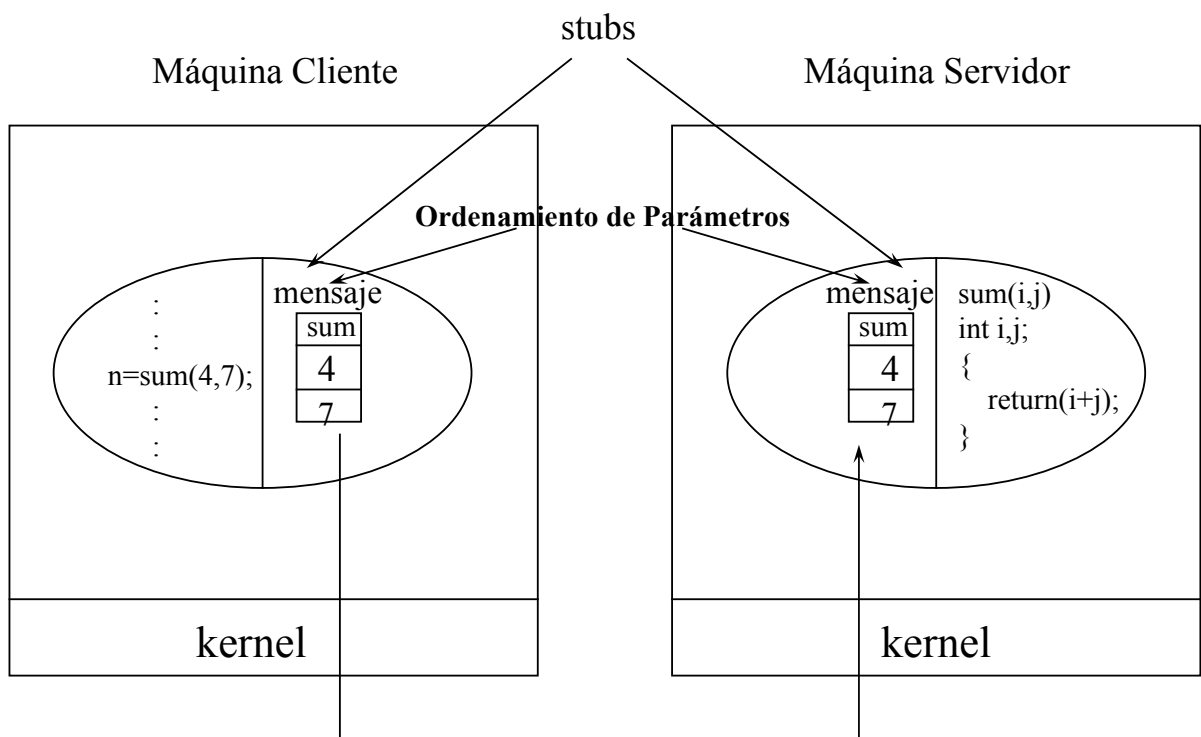 stubs
Máquina Cliente
Máquina Servidor
Ordenamiento de Parámetros
:
:
n=sum(4,7);
:
:
mensaje
sum
4
7
mensaje
sum
4
7
sum(i,j)
int i,j;
{
return(i+j);
}
kernel
kernel